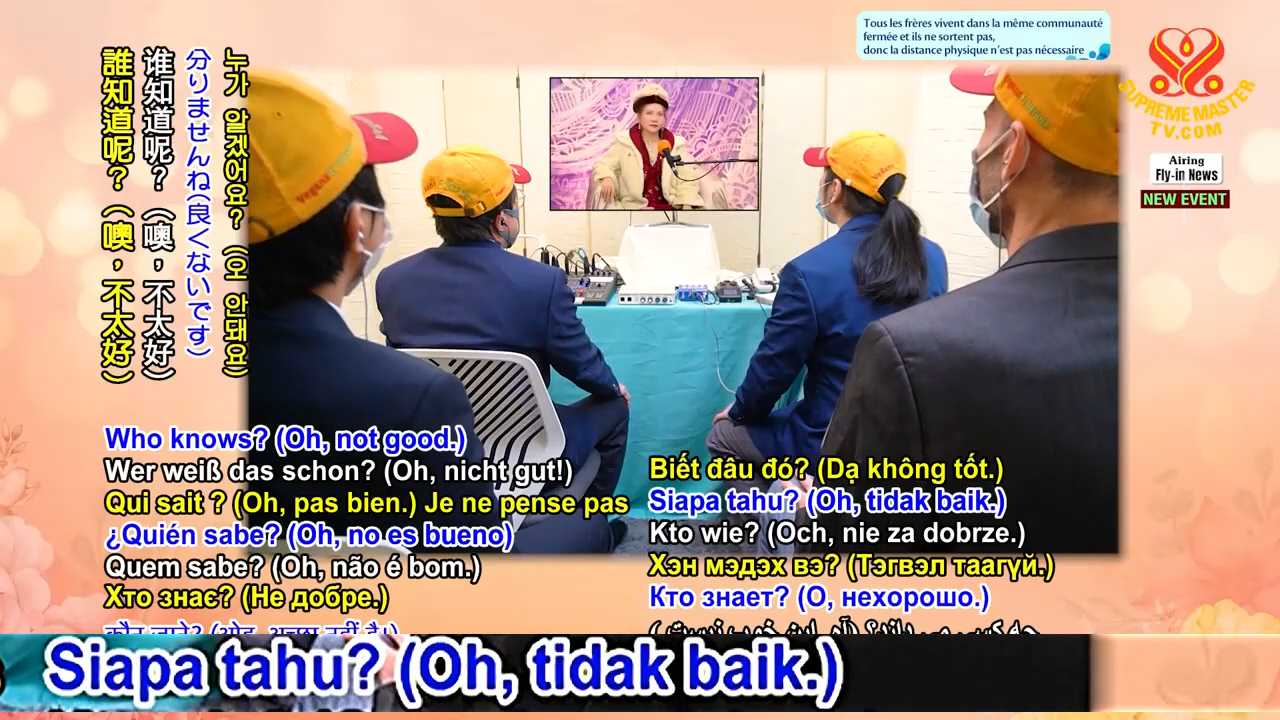 Tous les frères vivent dans la même communauté
fermée et ils ne sortent pas,
donc la distance physique n'est pas nécessaire
SUPREME MASTER
TV.COM
Airing
Fly-in News
NEW EVENT
누가 알겠어요? (오 안돼요)
分りませんね(良くないです)
谁知道呢？（噢，不太好）
誰知道呢？（噢，不太好）
Who knows? (Oh, not good.)
Wer weiß das schon? (Oh, nicht gut!)
Qui sait ? (Oh, pas bien.) Je ne pense pas
¿Quién sabe? (Oh, no es bueno)
Quem sabe? (Oh, não é bom.)
Хто знає? (Не добре.)
कौन जाने? (ओह, अच्छा नहीं है।)
Biết đâu đó? (Dạ không tốt.)
Siapa tahu? (Oh, tidak baik.)
Kto wie? (Och, nie za dobrze.)
Хэн мэдэх вэ? (Тэгвэл таагүй.)
Кто знает? (О, нехорошо.)
Siapa tahu? (Oh, tidak baik.)